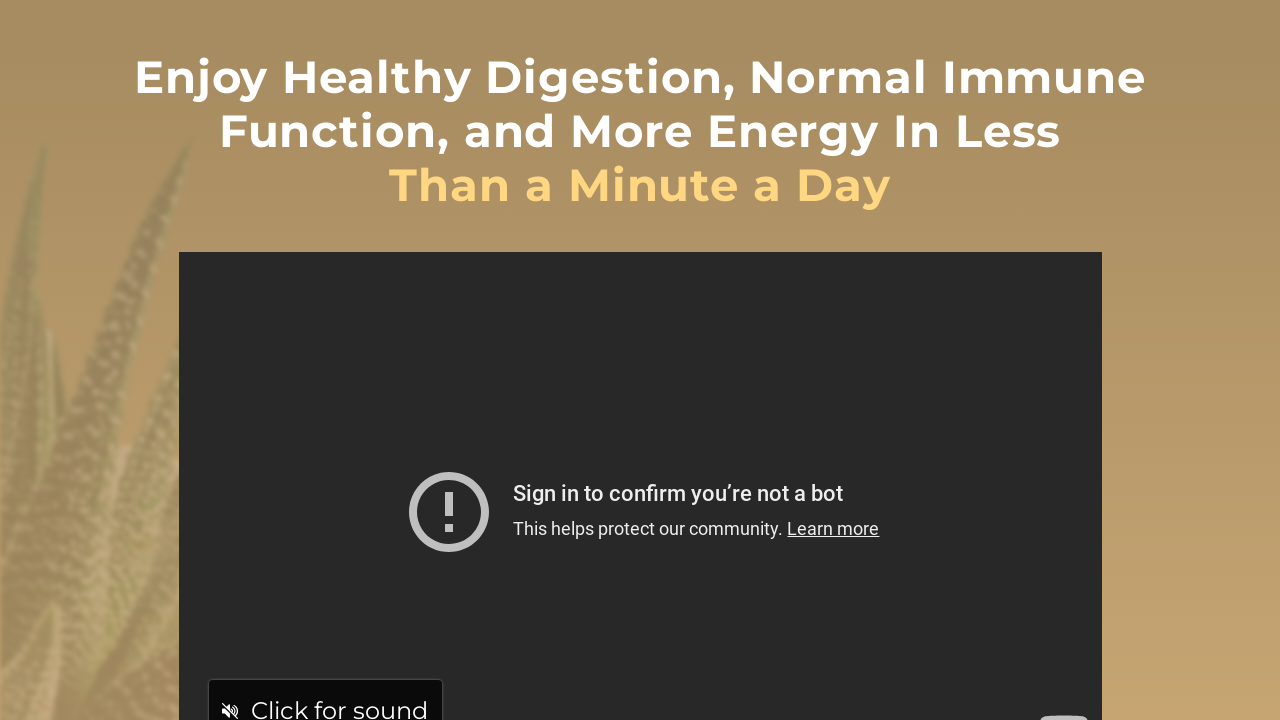 Enjoy Healthy Digestion, Normal Immune
Function, and More Energy In Less
Than a Minute a Day
Sign in to confirm you’re not a bot
This helps protect our community. Learn more
Click for sound